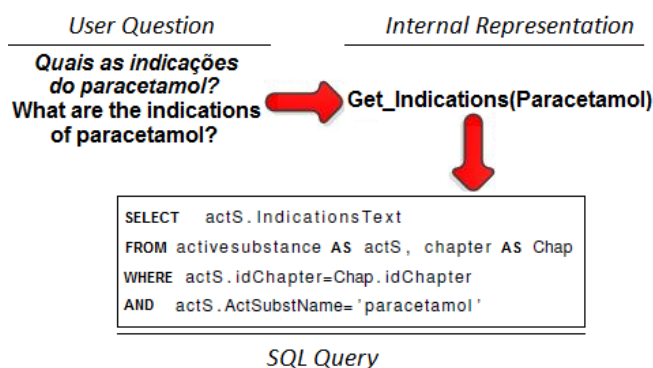 User Question
Internal Representation
Quais as indicações
do paracetamol?
What are the indications
of paracetamol?
Get_Indications(Paracetamol)
SELECT actS.IndicationsText
FROM activesubstance AS actS, chapter AS Chap
WHERE actS.idChapter=Chap.idChapter
AND actS.ActSubstName='paracetamol'
SQL Query